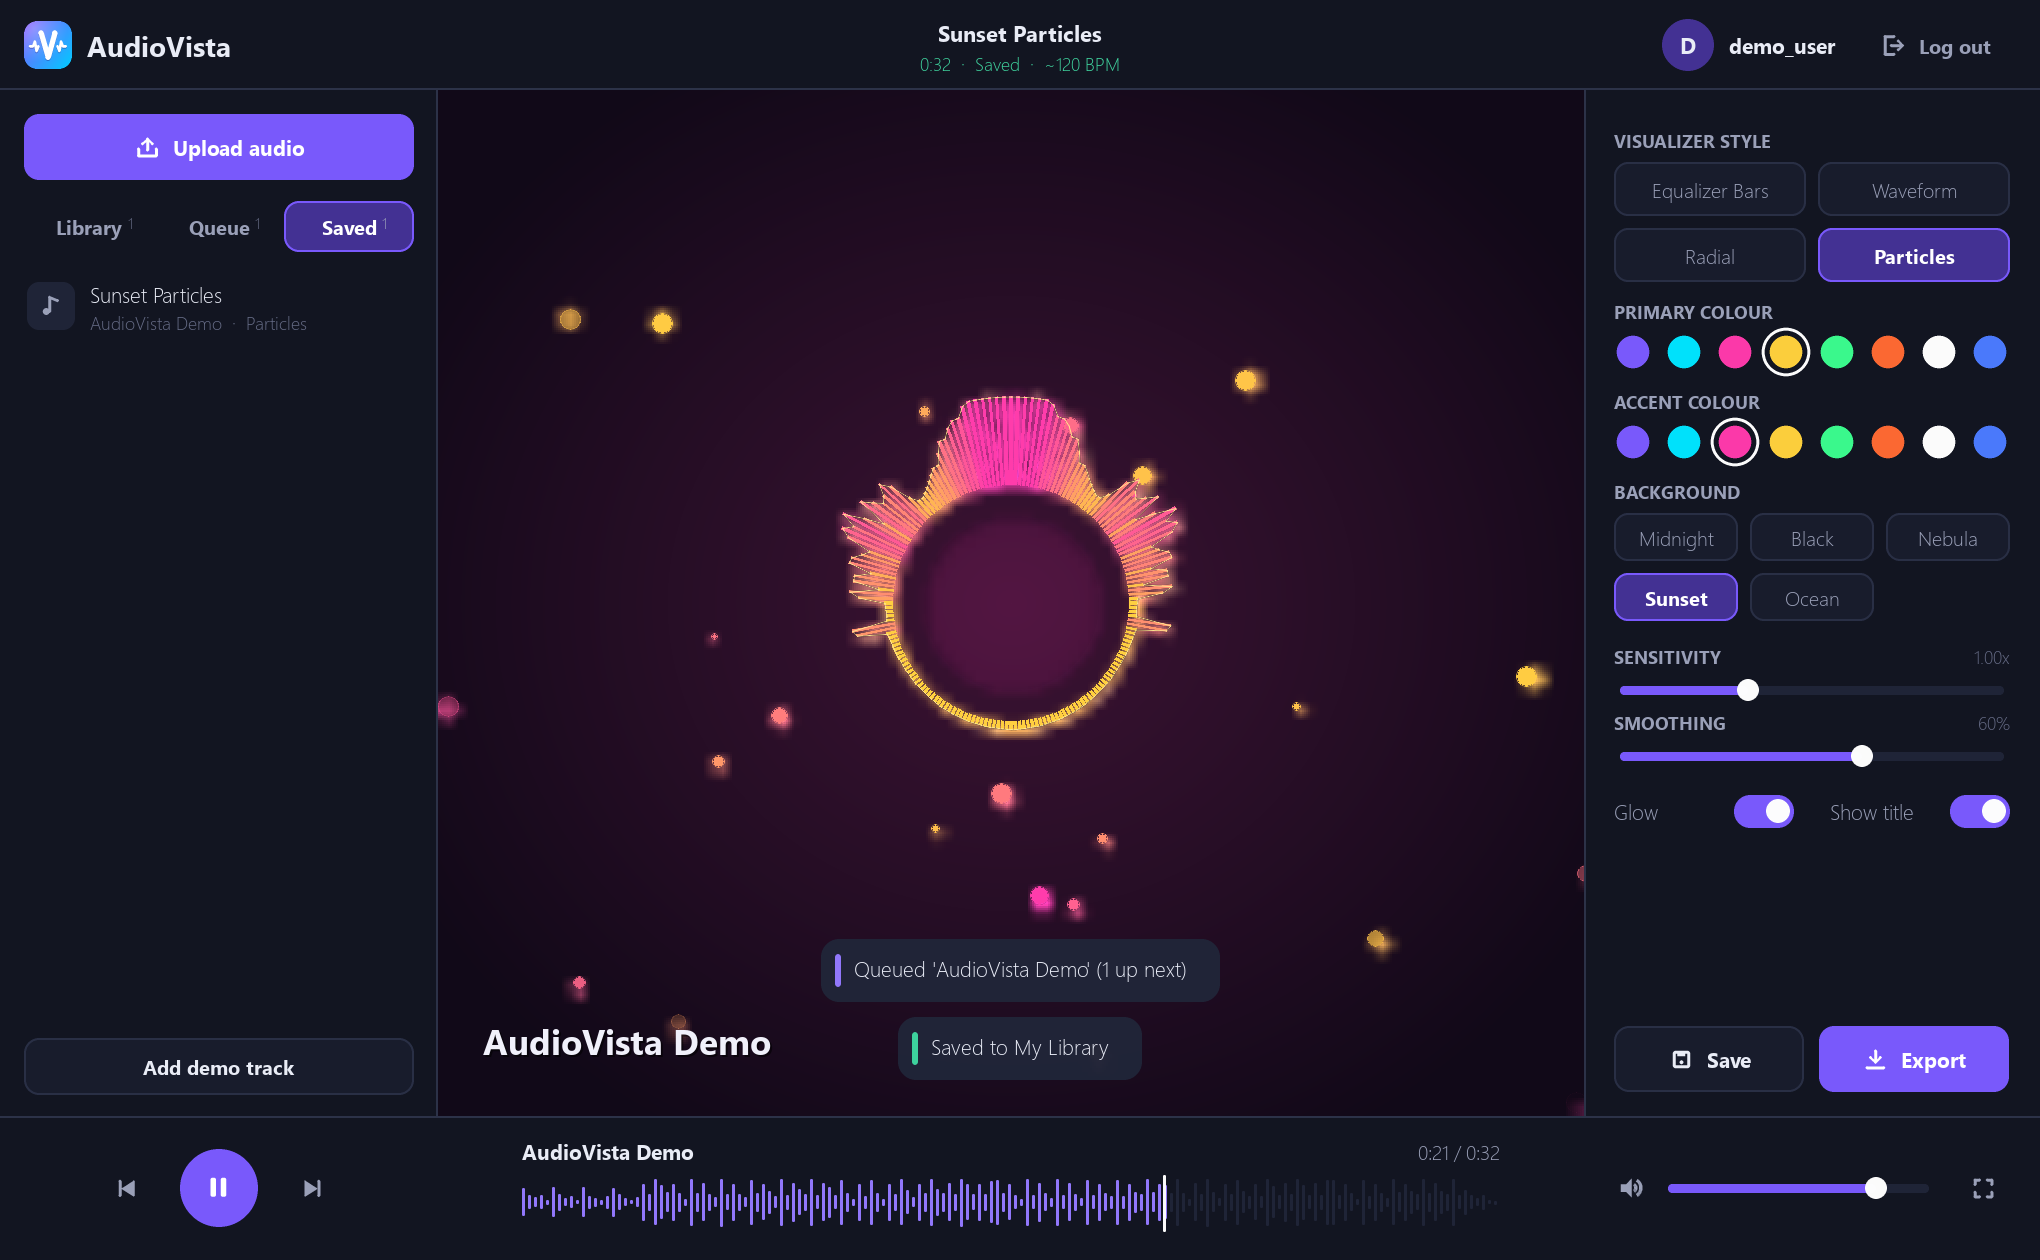 AudioVista
Sunset Particles
0:32 · Saved · ~120 BPM
D
demo_user
Log out
Upload audio
Library 1
Queue 1
Saved 1
Sunset Particles
AudioVista Demo · Particles
Add demo track
AudioVista Demo
Queued 'AudioVista Demo' (1 up next)
Saved to My Library
VISUALIZER STYLE
Equalizer Bars
Waveform
Radial
Particles
PRIMARY COLOUR
ACCENT COLOUR
BACKGROUND
Midnight
Black
Nebula
Sunset
Ocean
SENSITIVITY
1.00x
SMOOTHING
60%
Glow
Show title
Save
Export
AudioVista Demo
0:21 / 0:32